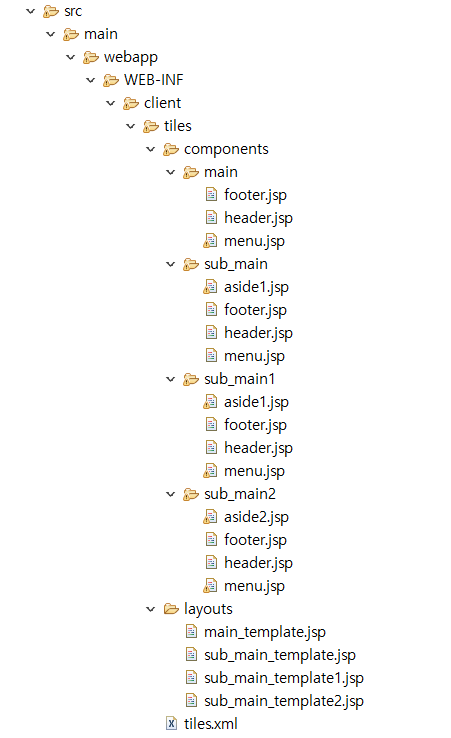 src
main
webapp
WEB-INF
client
tiles
components
main
footer.jsp
header.jsp
menu.jsp
sub_main
aside1.jsp
footer.jsp
header.jsp
menu.jsp
sub_main1
aside1.jsp
footer.jsp
header.jsp
menu.jsp
sub_main2
aside2.jsp
footer.jsp
header.jsp
menu.jsp
layouts
main_template.jsp
sub_main_template.jsp
sub_main_template1.jsp
sub_main_template2.jsp
tiles.xml